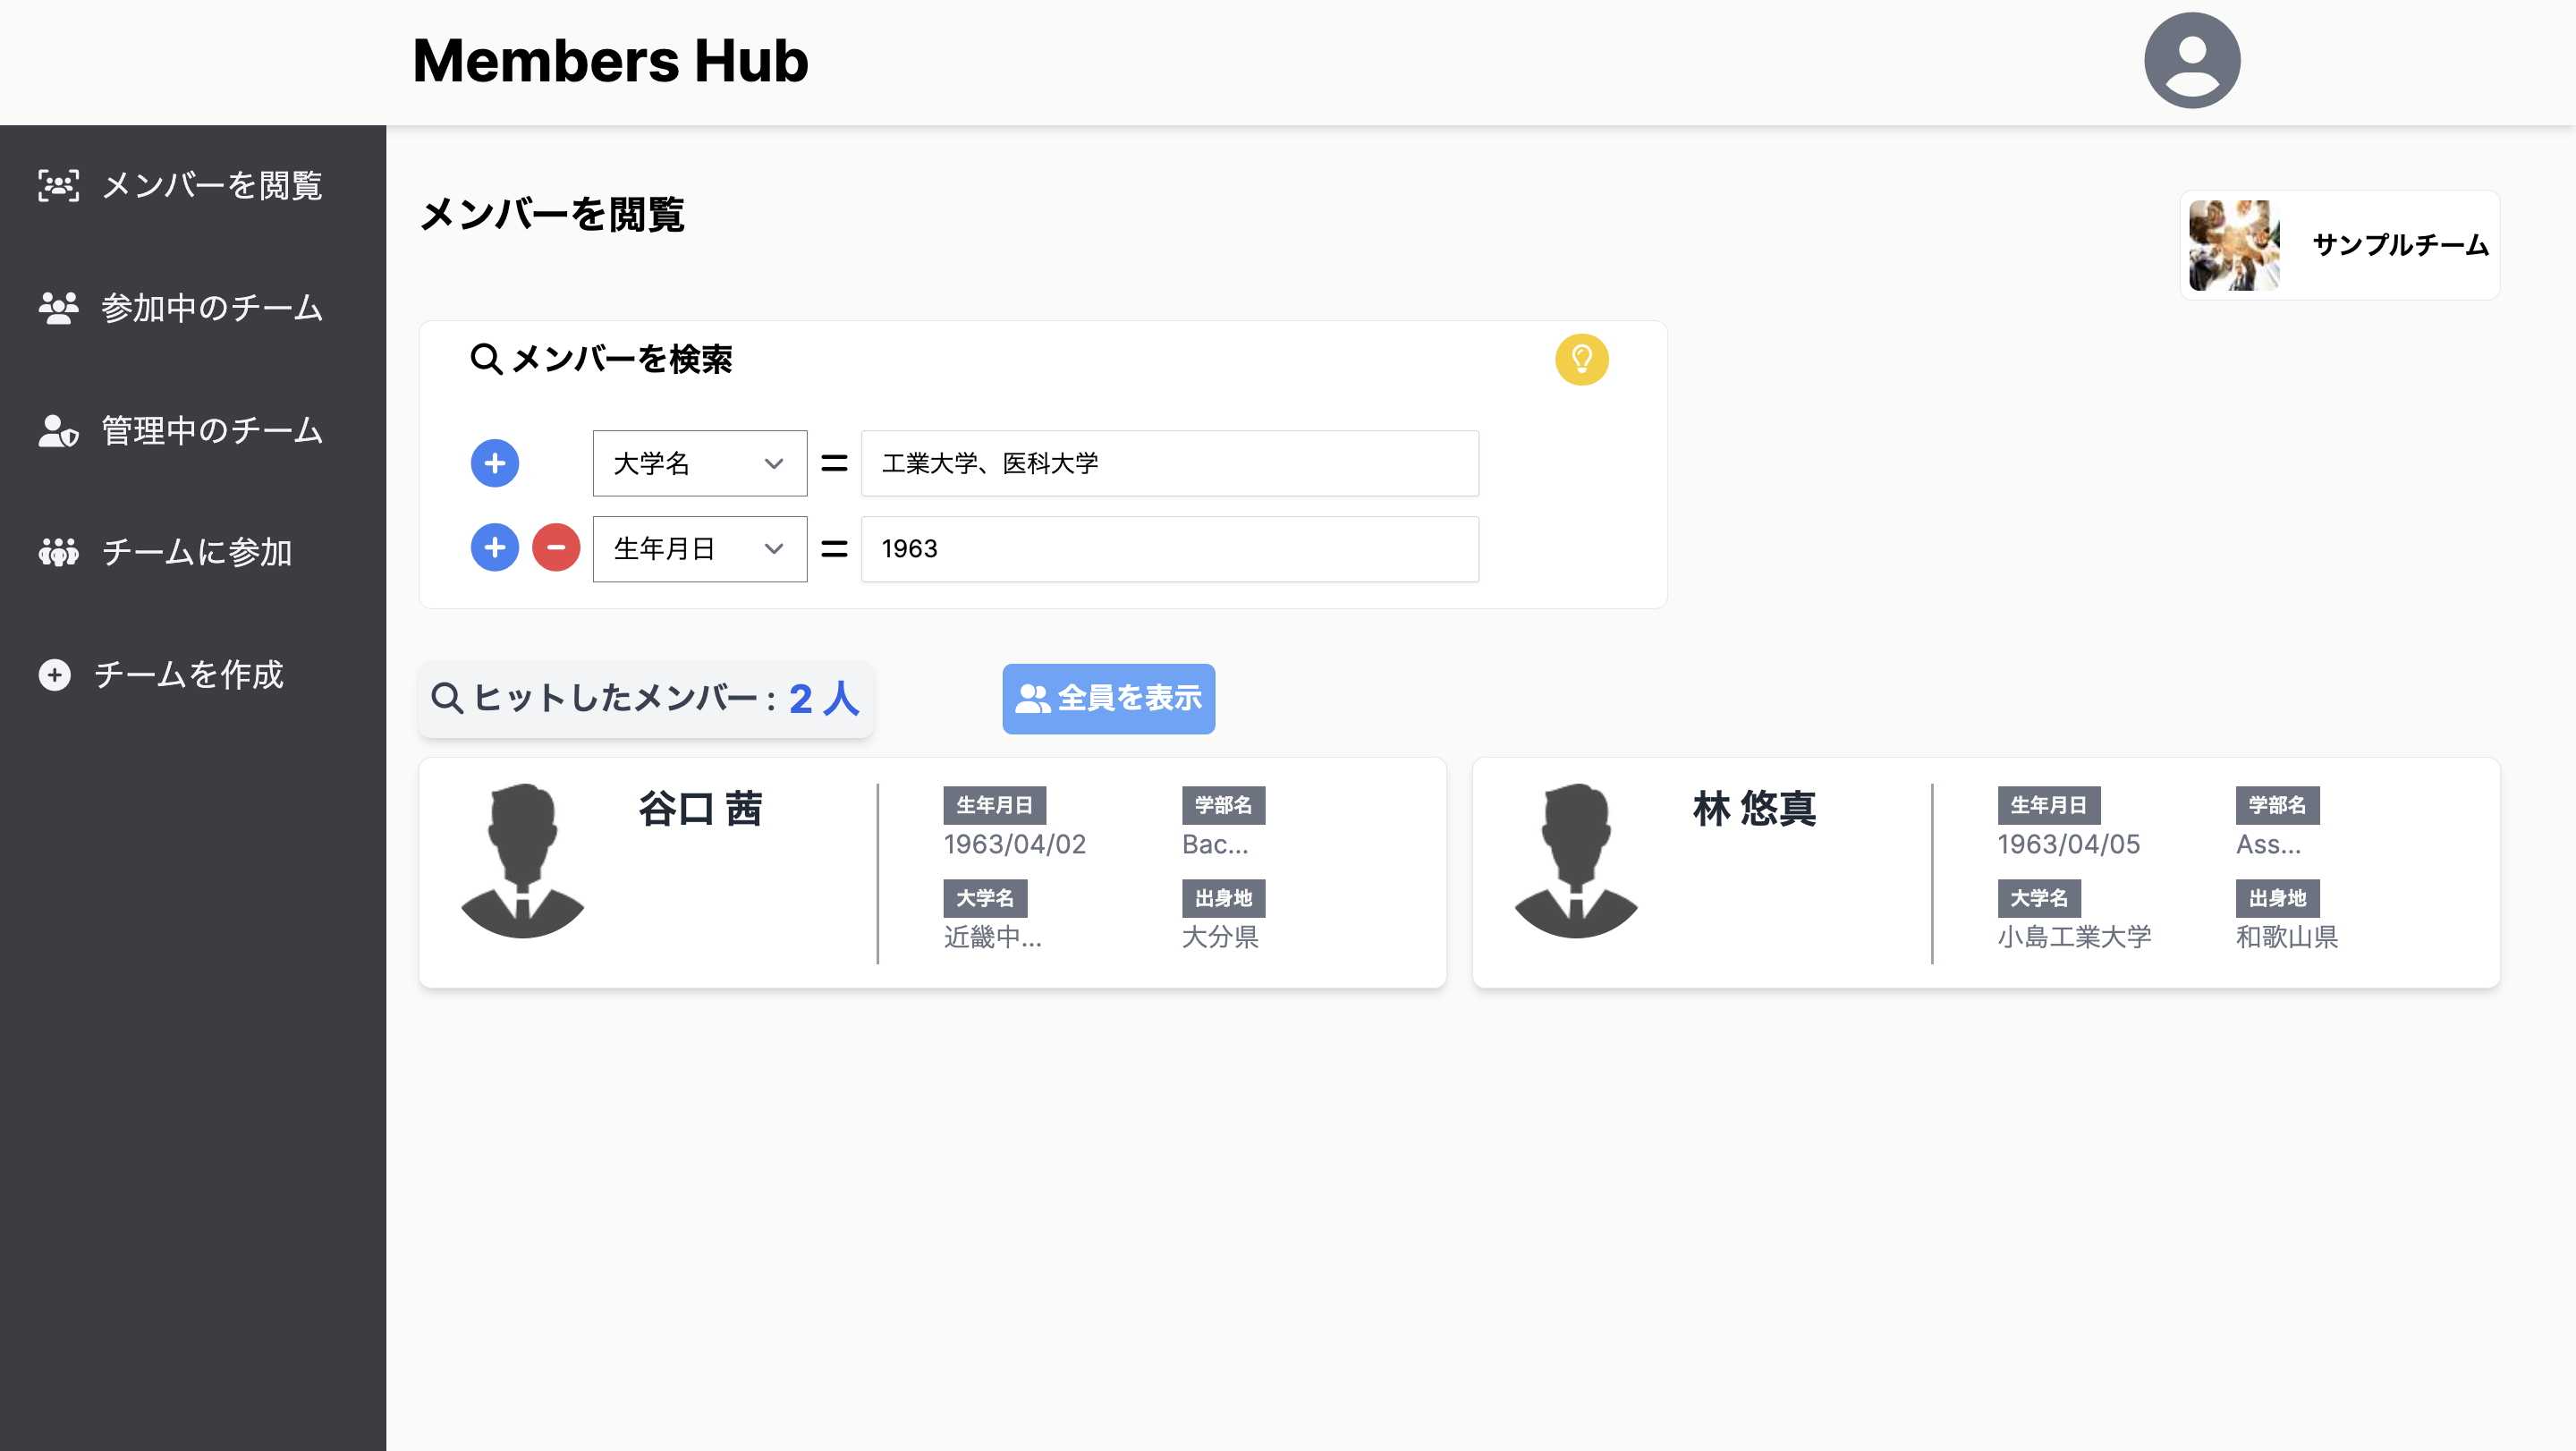 Members Hub
メンバーを閲覧
参加中のチーム
管理中のチーム
チームに参加
チームを作成
メンバーを閲覧
サンプルチーム
メンバーを検索
大学名 = 工業大学、医科大学
生年月日 = 1963
ヒットしたメンバー : 2 人
全員を表示
谷口 茜
生年月日 学部名
1963/04/02 Bac...
大学名 出身地
近畿中... 大分県
林 悠真
生年月日 学部名
1963/04/05 Ass...
大学名 出身地
小島工業大学 和歌山県